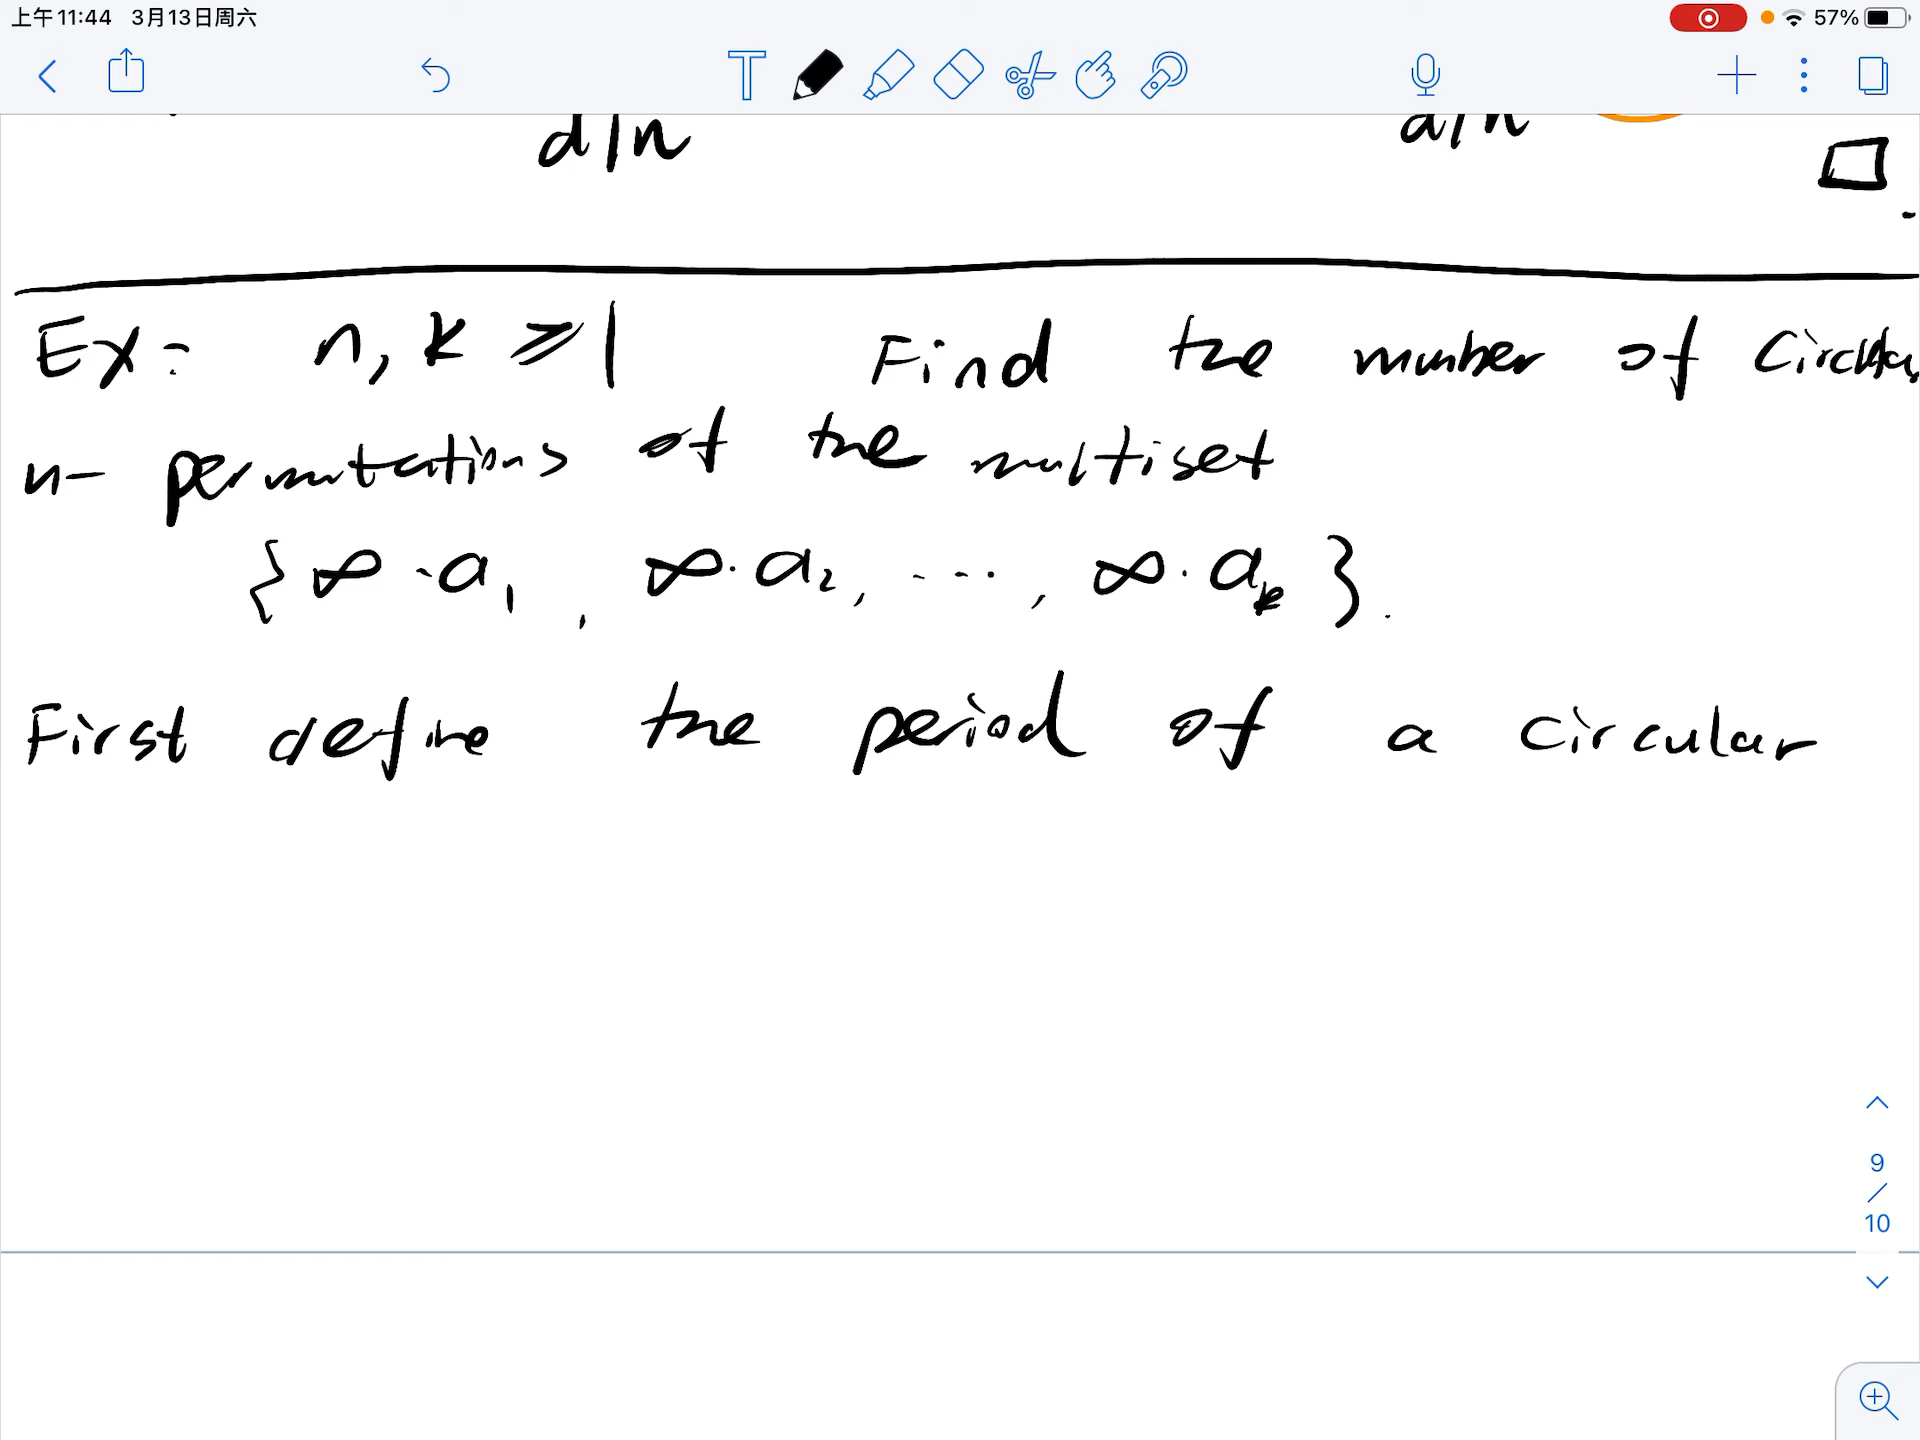 上午11:44 3月13日周六 57%
T
d|n d|n
Ex: n, k ≥ 1 Find the number of Circular
n- permutations of the multiset
{∞·a₁, ∞·a₂, ..., ∞·aₖ}.
First define the period of a circular
9
/
10